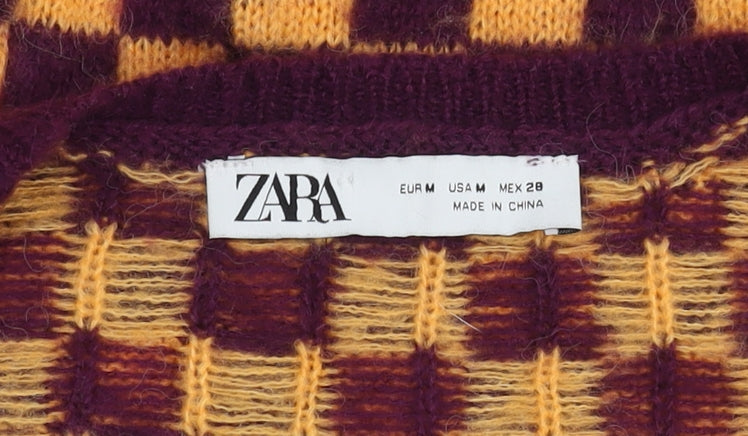 ZARA
EUR M USA M MEX 28
MADE IN CHINA